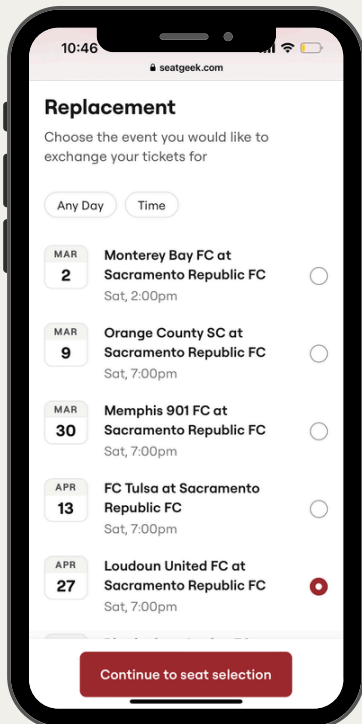 10:46
seatgeek.com
Replacement
Choose the event you would like to
exchange your tickets for
Any Day
Time
MAR
2
Monterey Bay FC at
Sacramento Republic FC
Sat, 2:00pm
MAR
9
Orange County SC at
Sacramento Republic FC
Sat, 7:00pm
MAR
30
Memphis 901 FC at
Sacramento Republic FC
Sat, 7:00pm
APR
13
FC Tulsa at Sacramento
Republic FC
Sat, 7:00pm
APR
27
Loudoun United FC at
Sacramento Republic FC
Sat, 7:00pm
Continue to seat selection